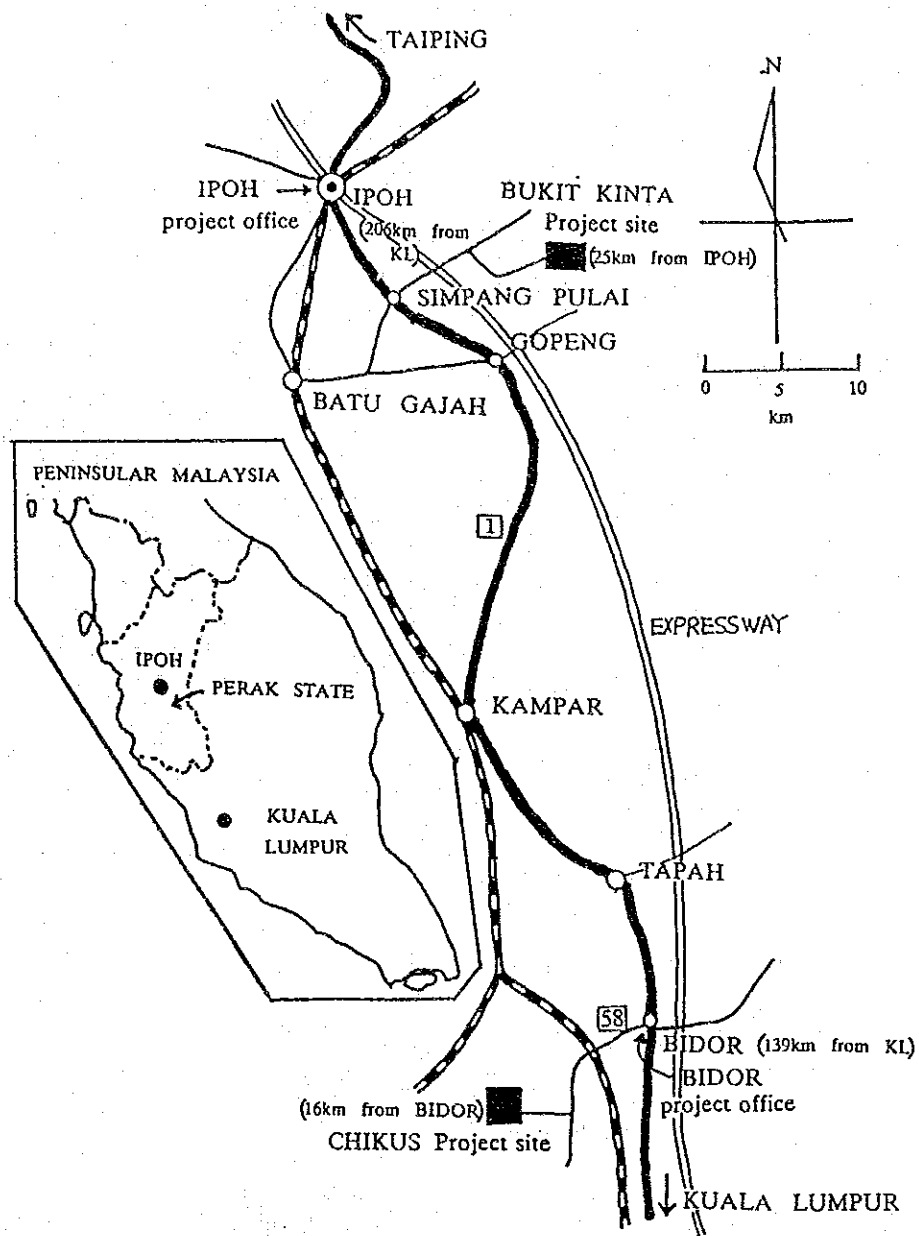 TAIPING
N
IPOH
project office
IPOH
(206km from
KL)
BUKIT KINTA
Project site
(25km from IPOH)
SIMPANG PULAI
GOPENG
BATU GAJAH
0 5 10
km
PENINSULAR MALAYSIA
1
EXPRESSWAY
IPOH
PERAK STATE
KAMPAR
KUALA
LUMPUR
TAPAH
58
BIDOR (139km from KL)
BIDOR
project office
(16km from BIDOR)
CHIKUS Project site
KUALA LUMPUR